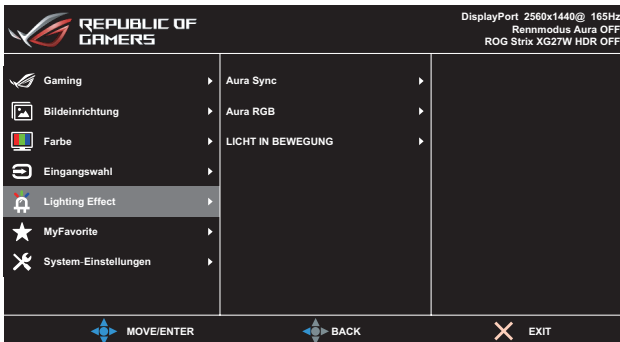 REPUBLIC OF
GAMERS
DisplayPort 2560x1440@ 165Hz
Rennmodus Aura OFF
ROG Strix XG27W HDR OFF
Gaming
Bildeinrichtung
Farbe
Eingangswahl
Lighting Effect
MyFavorite
System-Einstellungen
Aura Sync
Aura RGB
LICHT IN BEWEGUNG
MOVE/ENTER
BACK
EXIT